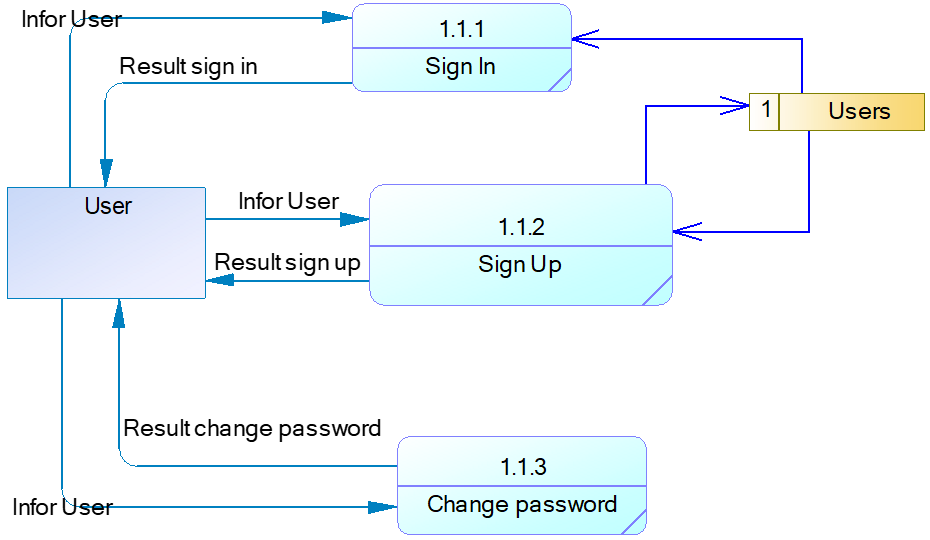 Infor User
1.1.1
Sign In
Result sign in
1
Users
User
Infor User
1.1.2
Sign Up
Result sign up
Result change password
1.1.3
Change password
Infor User